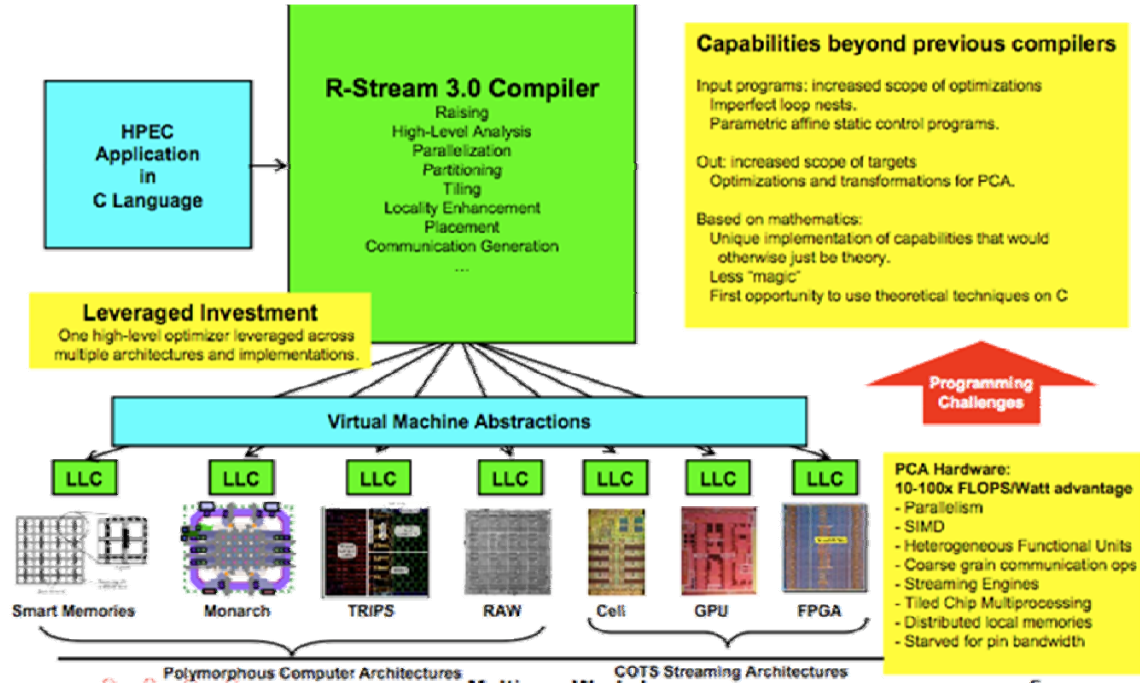 R-Stream 3.0 Compiler
Raising
High-Level Analysis
Parallelization
Partitioning
Tiling
Locality Enhancement
Placement
Communication Generation
...
HPEC
Application
in
C Language
Capabilities beyond previous compilers
Input programs: increased scope of optimizations
Imperfect loop nests.
Parametric affine static control programs.
Out: increased scope of targets
Optimizations and transformations for PCA.
Based on mathematics:
Unique implementation of capabilities that would
otherwise just be theory.
Less “magic”
First opportunity to use theoretical techniques on C
Leveraged Investment
One high-level optimizer leveraged across
multiple architectures and implementations.
Programming
Challenges
Virtual Machine Abstractions
LLC LLC LLC LLC LLC LLC LLC
Smart Memories Monarch TRIPS RAW Cell GPU FPGA
PCA Hardware:
10-100x FLOPS/Watt advantage
- Parallelism
- SIMD
- Heterogeneous Functional Units
- Coarse grain communication ops
- Streaming Engines
- Tiled Chip Multiprocessing
- Distributed local memories
- Starved for pin bandwidth
Polymorphous Computer Architectures COTS Streaming Architectures